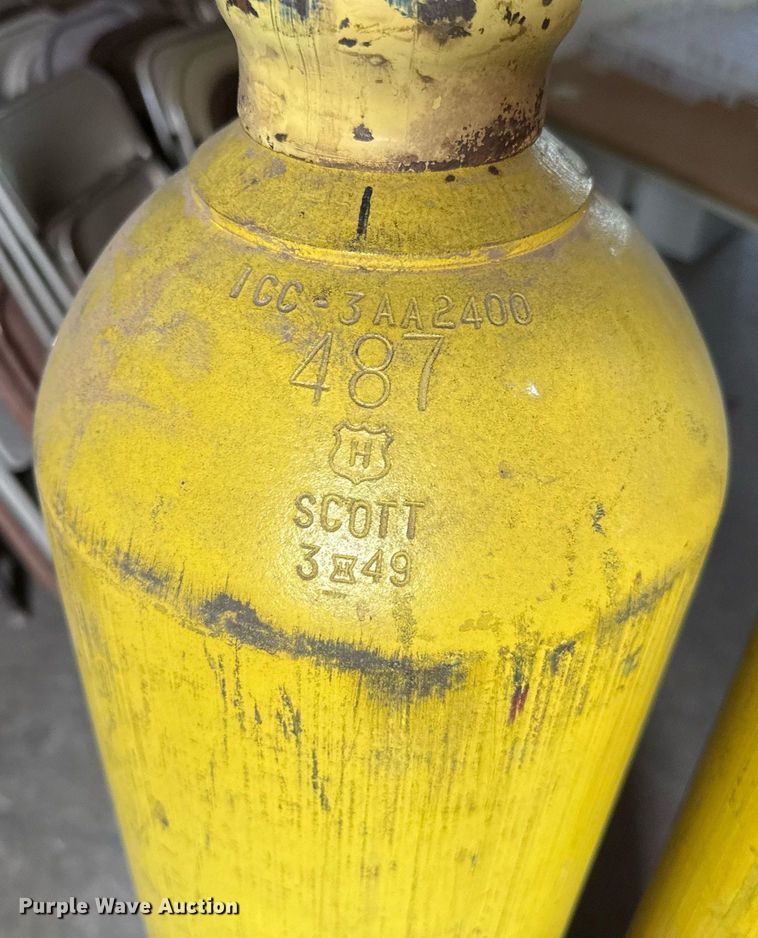 ICC-3AA2400
487
H
SCOTT
3 49
Purple Wave Auction